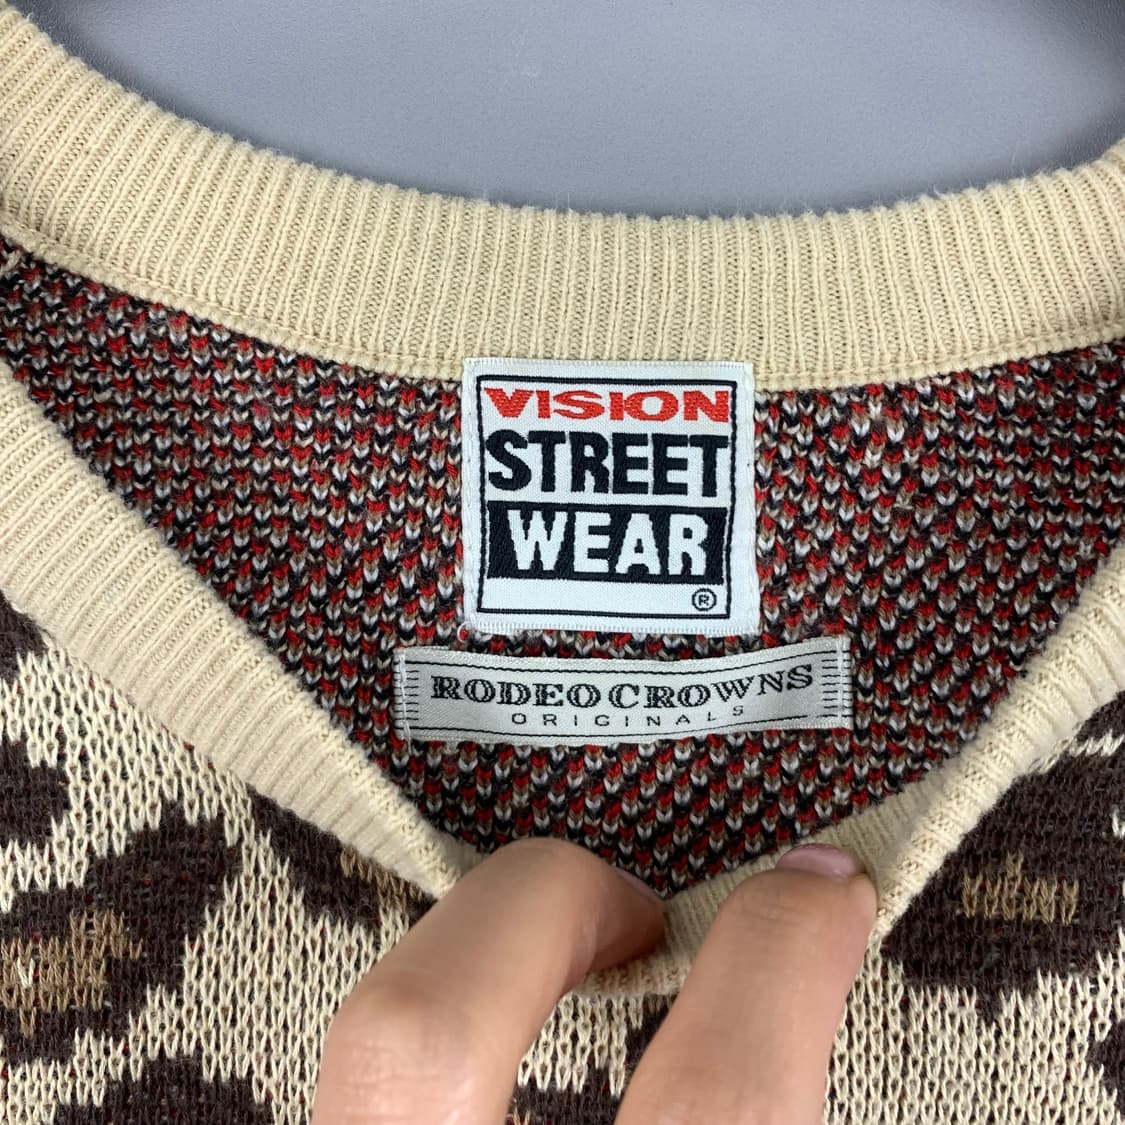 VISION
STREET
WEAR
®
RODEO CROWNS
ORIGINALS